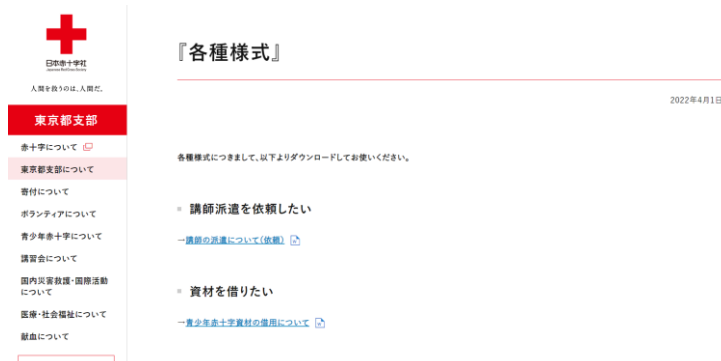 日本赤十字社
Japanese Red Cross Society
人間を救うのは、人間だ。
東京都支部
赤十字について
東京都支部について
寄付について
ボランティアについて
青少年赤十字について
講習会について
国内災害救護・国際活動
について
医療・社会福祉について
献血について
『各種様式』
2022年4月1日
各種様式につきまして、以下よりダウンロードしてお使いください。
講師派遣を依頼したい
→講師の派遣について(依頼)
資材を借りたい
→青少年赤十字資材の借用について